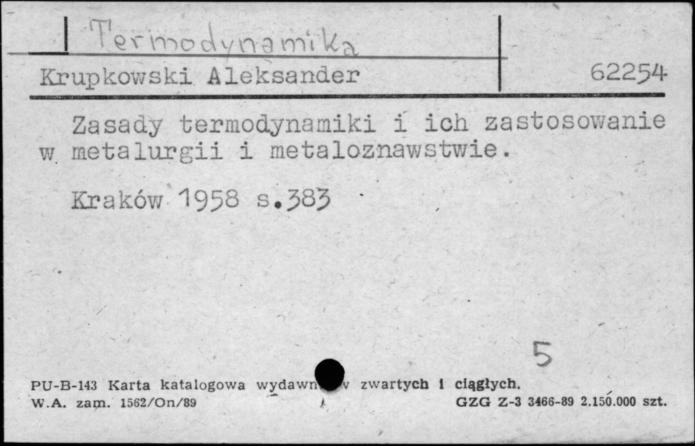 Termodynamika
Krupkowski Aleksander 62254
Zasady termodynamiki i ich zastosowanie
w metalurgii i metaloznawstwie.
Kraków 1958 s.383
5
PU-B-143 Karta katalogowa zwartych i ciągłych.
W.A. zam. 1562/On/89 GZG Z-3 3466-89 2.150.000 szt.